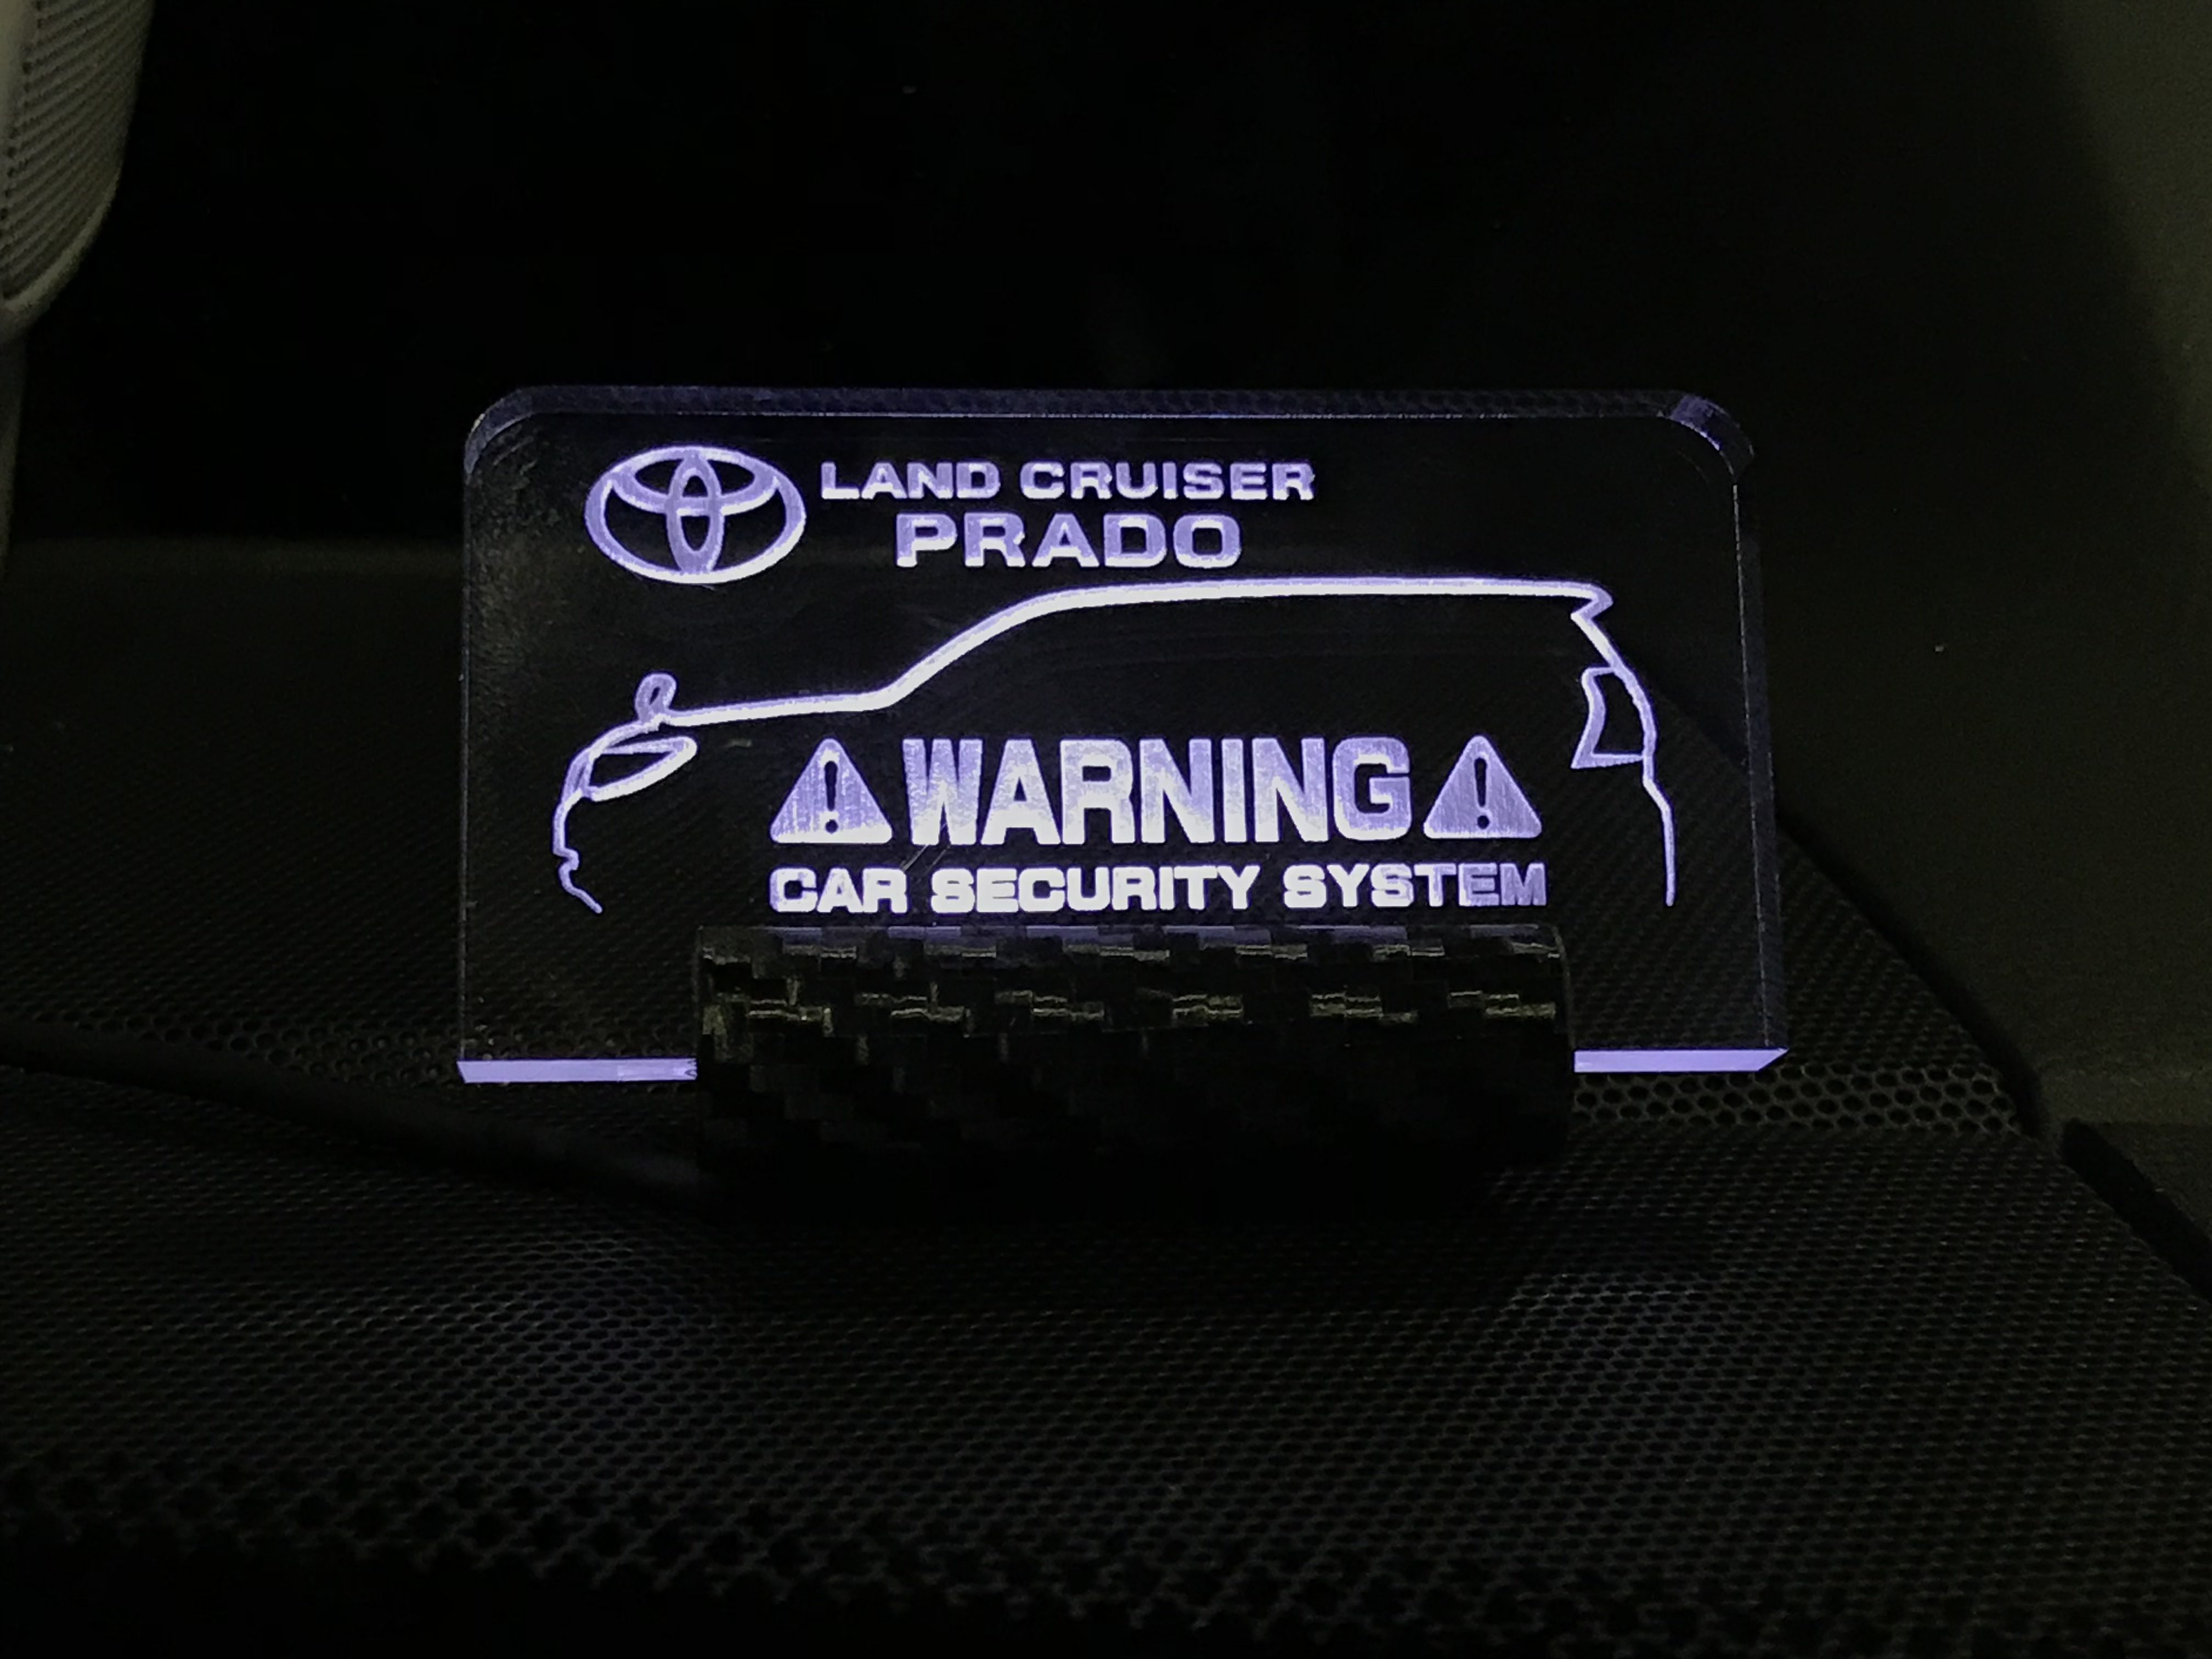 LAND CRUISER
PRADO
WARNING
CAR SECURITY SYSTEM